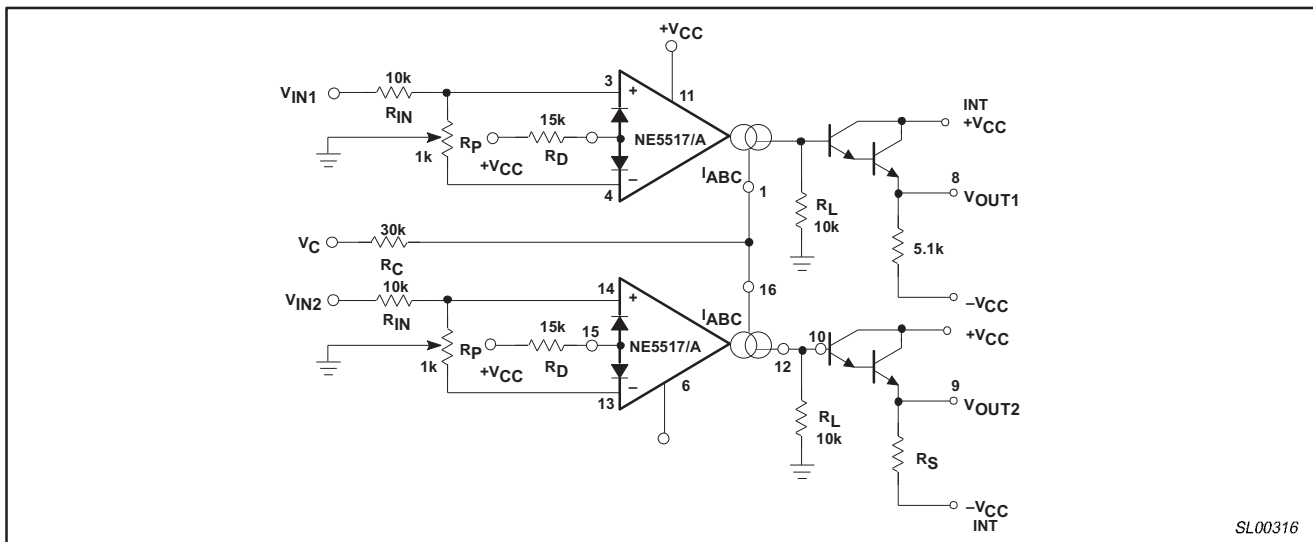 +VCC
VIN1
10k
RIN
3
+
11
INT
+VCC
RP
1k
+VCC
15k
RD
NE5517/A
IABC
4
−
1
8
VOUT1
RL
10k
5.1k
VC
30k
RC
−VCC
VIN2
10k
RIN
14
+
16
IABC
+VCC
RP
1k
+VCC
15k
15
RD
NE5517/A
12
10
13
−
6
9
VOUT2
RL
10k
RS
−VCC
INT
SL00316